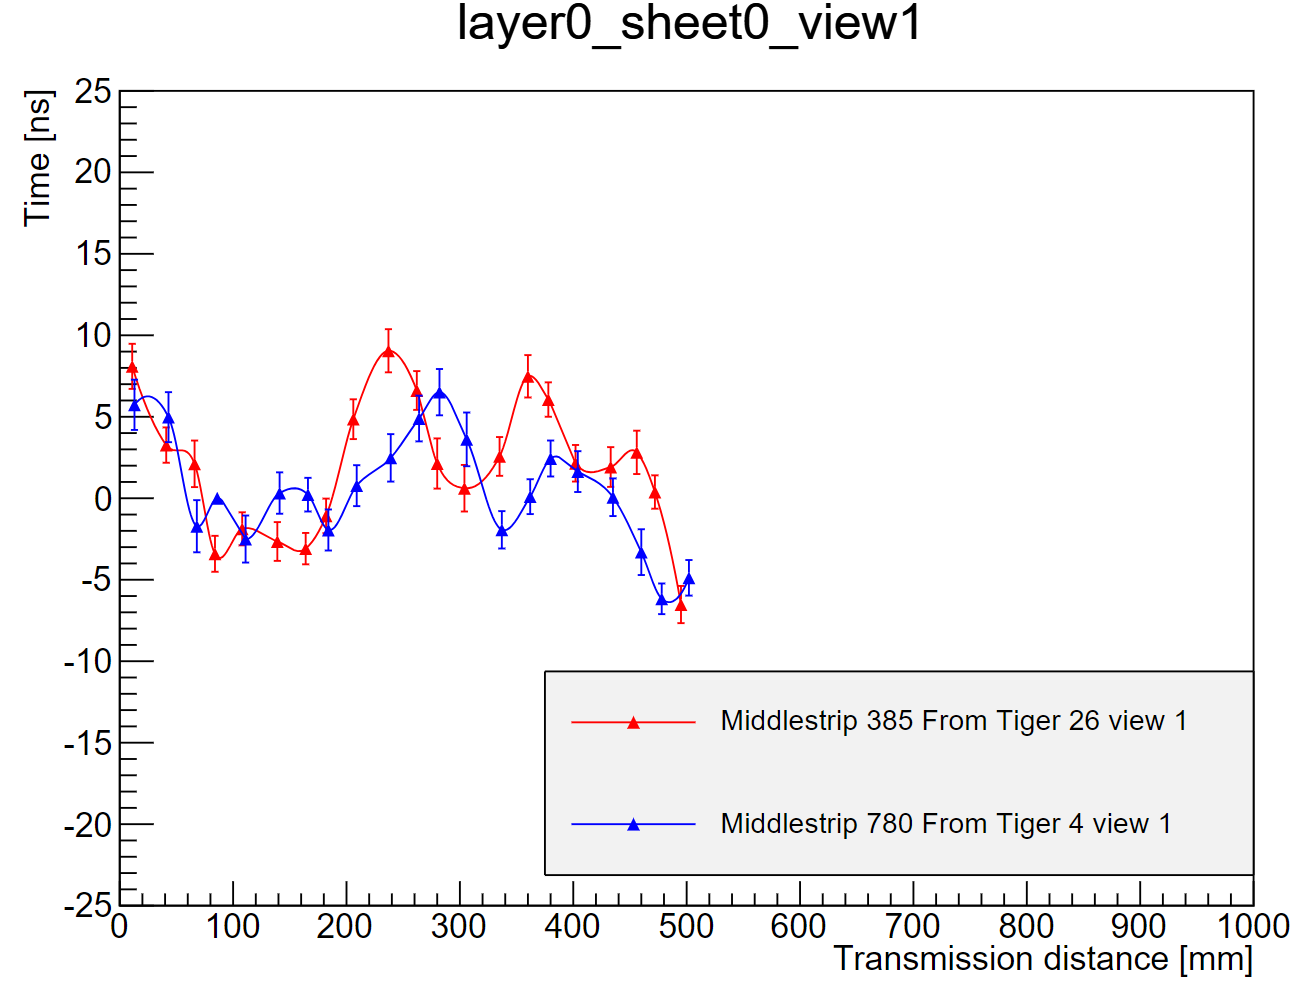 layer0_sheet0_view1
Time [ns]
25
20
15
10
5
0
-5
-10
-15
-20
-25
Middlestrip 385 From Tiger 26 view 1
Middlestrip 780 From Tiger 4 view 1
0 100 200 300 400 500 600 700 800 900 1000
Transmission distance [mm]